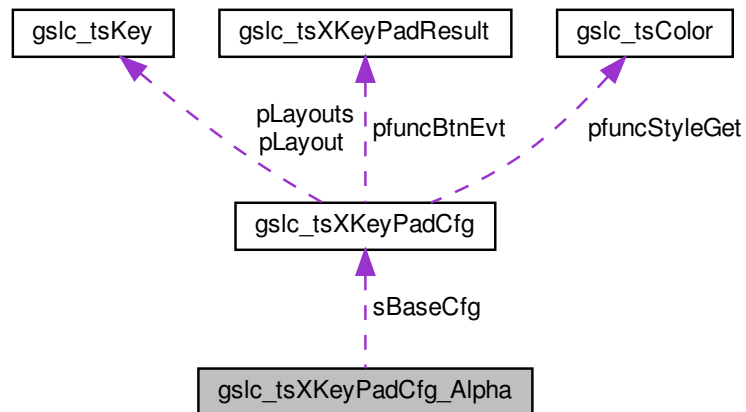 gslc_tsKey
gslc_tsXKeyPadResult
gslc_tsColor
pLayouts
pLayout
pfuncBtnEvt
pfuncStyleGet
gslc_tsXKeyPadCfg
sBaseCfg
gslc_tsXKeyPadCfg_Alpha